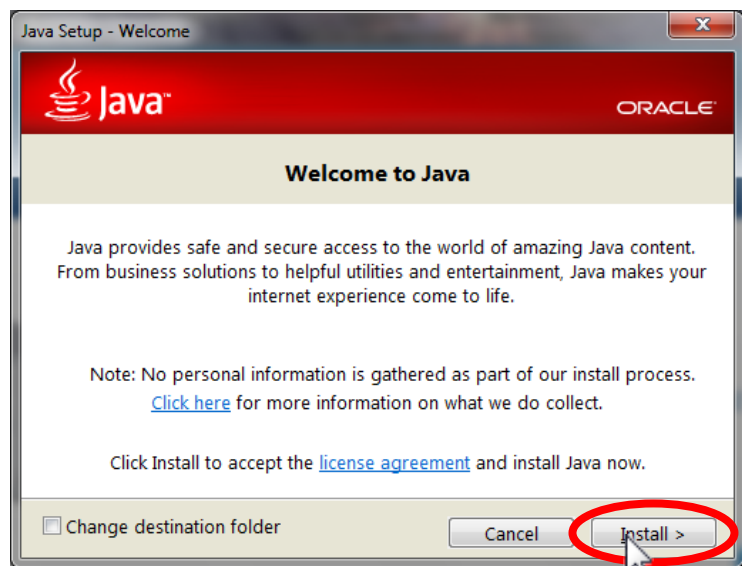 Java Setup - Welcome
Java™
ORACLE
Welcome to Java
Java provides safe and secure access to the world of amazing Java content.
From business solutions to helpful utilities and entertainment, Java makes your
internet experience come to life.
Note: No personal information is gathered as part of our install process.
Click here for more information on what we do collect.
Click Install to accept the license agreement and install Java now.
Change destination folder
Cancel
Install >